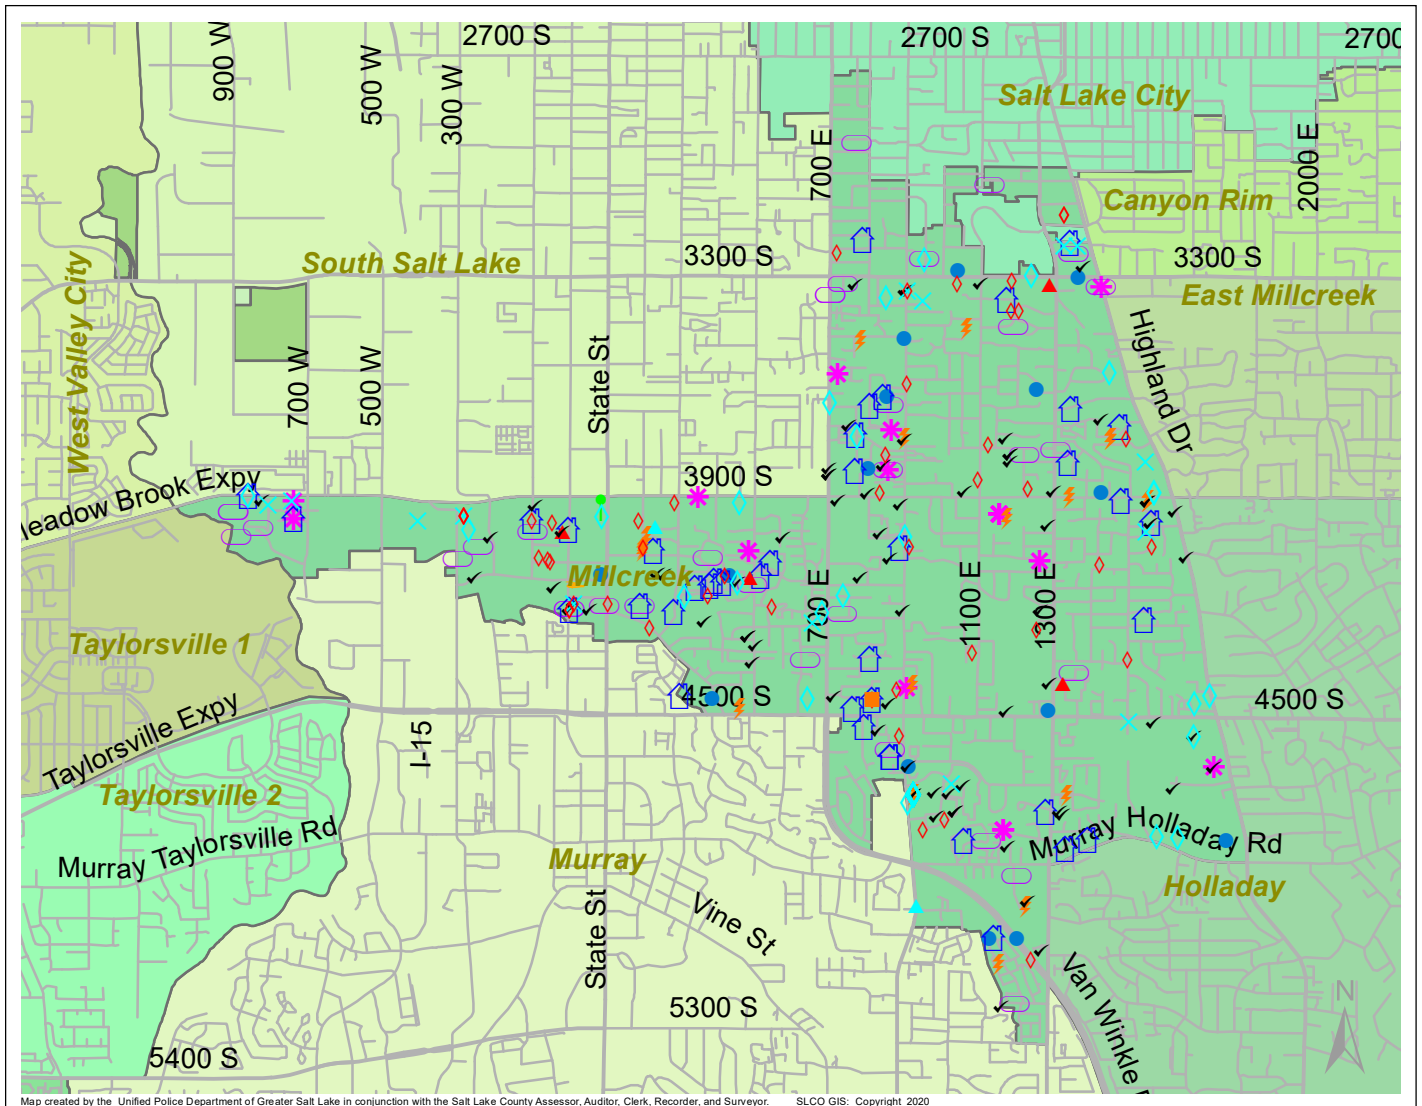 2700 S
2700 S
2700
900 W
500 W
300 W
Salt Lake City
700 E
2000 E
Canyon Rim
3300 S
3300 S
South Salt Lake
East Millcreek
West Valley City
Highland Dr
700 W
500 W
State St
3900 S
Meadow Brook Expy
Millcreek
700 E
1100 E
1300 E
Taylorsville 1
4500 S
4500 S
Taylorsville Expy
I-15
Taylorsville 2
Murray Taylorsville Rd
Murray Holladay Rd
Murray
Holladay
State St
Vine St
Van Winkle
N
5300 S
5400 S
Map created by the Unified Police Department of Greater Salt Lake in conjunction with the Salt Lake County Assessor, Auditor, Clerk, Recorder, and Surveyor. SLCO GIS: Copyright 2020